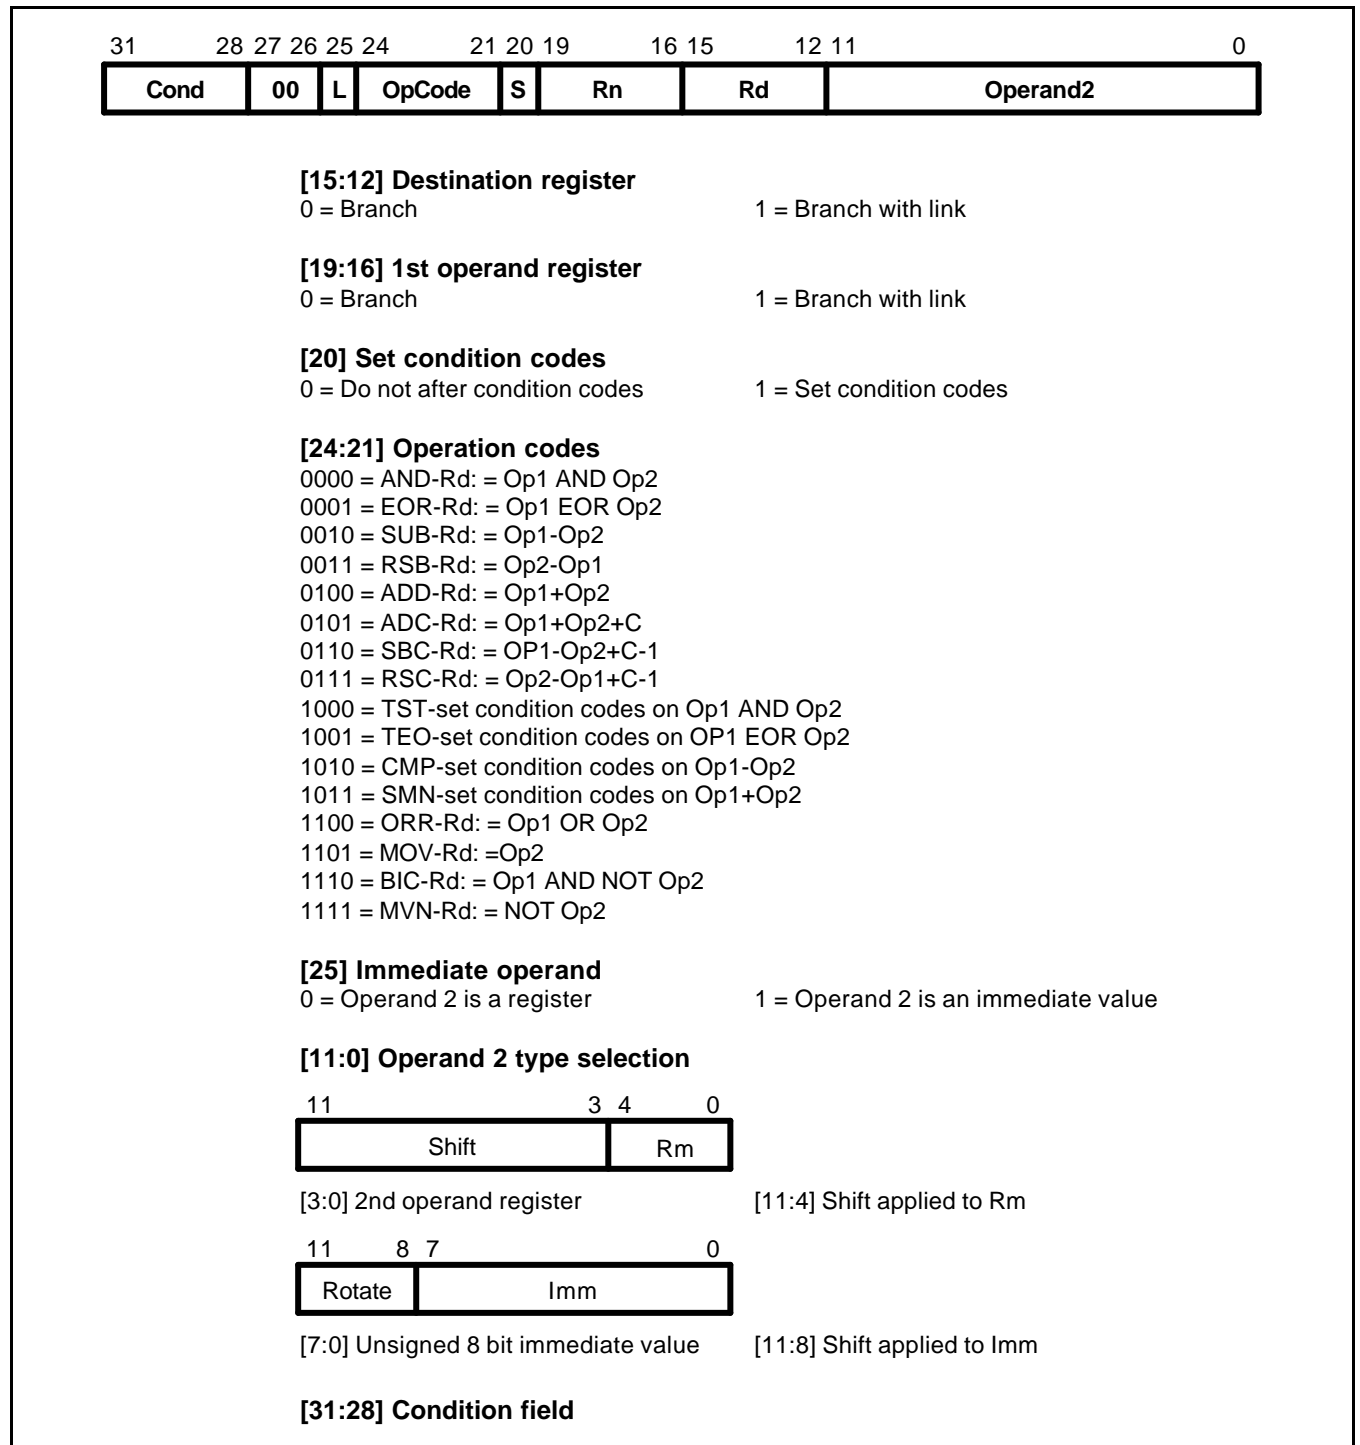 31 28 27 26 25 24 21 20 19 16 15 12 11 0
Cond 00 L OpCode S Rn Rd Operand2
[15:12] Destination register
0 = Branch 1 = Branch with link
[19:16] 1st operand register
0 = Branch 1 = Branch with link
[20] Set condition codes
0 = Do not after condition codes 1 = Set condition codes
[24:21] Operation codes
0000 = AND-Rd: = Op1 AND Op2
0001 = EOR-Rd: = Op1 EOR Op2
0010 = SUB-Rd: = Op1-Op2
0011 = RSB-Rd: = Op2-Op1
0100 = ADD-Rd: = Op1+Op2
0101 = ADC-Rd: = Op1+Op2+C
0110 = SBC-Rd: = OP1-Op2+C-1
0111 = RSC-Rd: = Op2-Op1+C-1
1000 = TST-set condition codes on Op1 AND Op2
1001 = TEO-set condition codes on OP1 EOR Op2
1010 = CMP-set condition codes on Op1-Op2
1011 = SMN-set condition codes on Op1+Op2
1100 = ORR-Rd: = Op1 OR Op2
1101 = MOV-Rd: =Op2
1110 = BIC-Rd: = Op1 AND NOT Op2
1111 = MVN-Rd: = NOT Op2
[25] Immediate operand
0 = Operand 2 is a register 1 = Operand 2 is an immediate value
[11:0] Operand 2 type selection
11 3 4 0
Shift Rm
[3:0] 2nd operand register [11:4] Shift applied to Rm
11 8 7 0
Rotate Imm
[7:0] Unsigned 8 bit immediate value [11:8] Shift applied to Imm
[31:28] Condition field